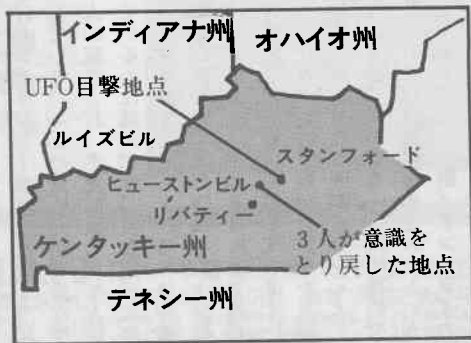 インディアナ州
オハイオ州
UFO目撃地点
ルイズビル
スタンフォード
ヒューストンビル
リバティー
ケンタッキー州
3人が意識を
とり戻した地点
テネシー州